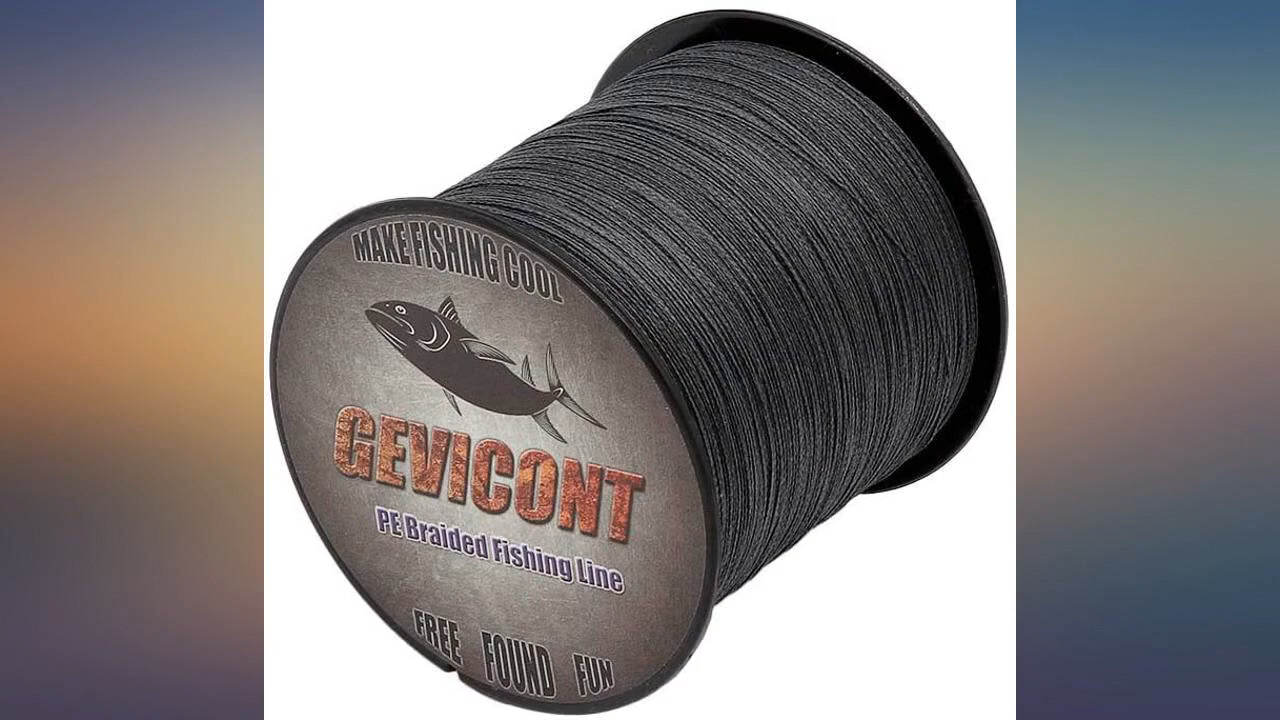 MAKE FISHING COOL
GEVICONT
PE Braided Fishing Line
FREE FOUND FUN